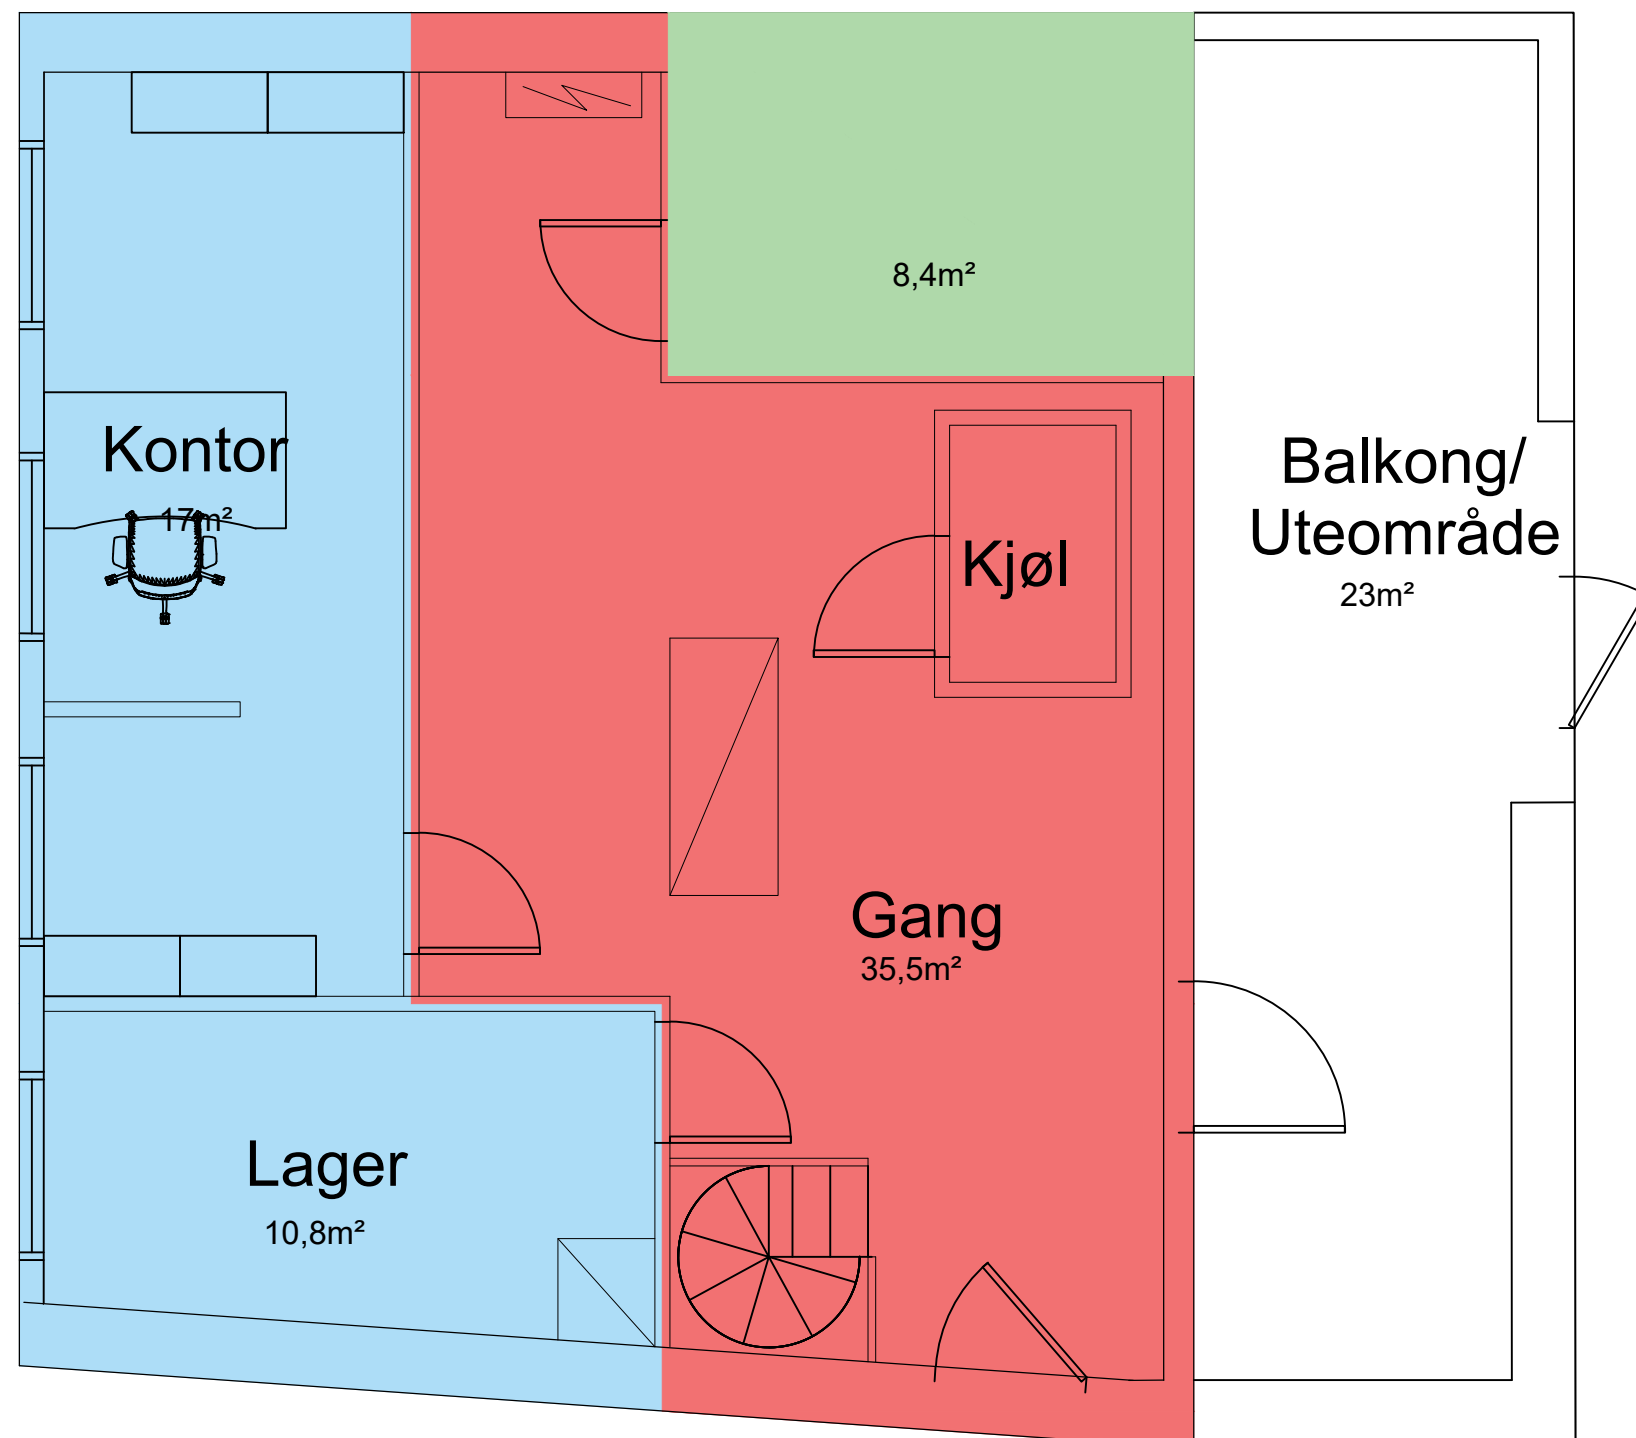 8,4m²
Kontor
17m²
Balkong/
Uteområde
23m²
Kjøl
Gang
35,5m²
Lager
10,8m²